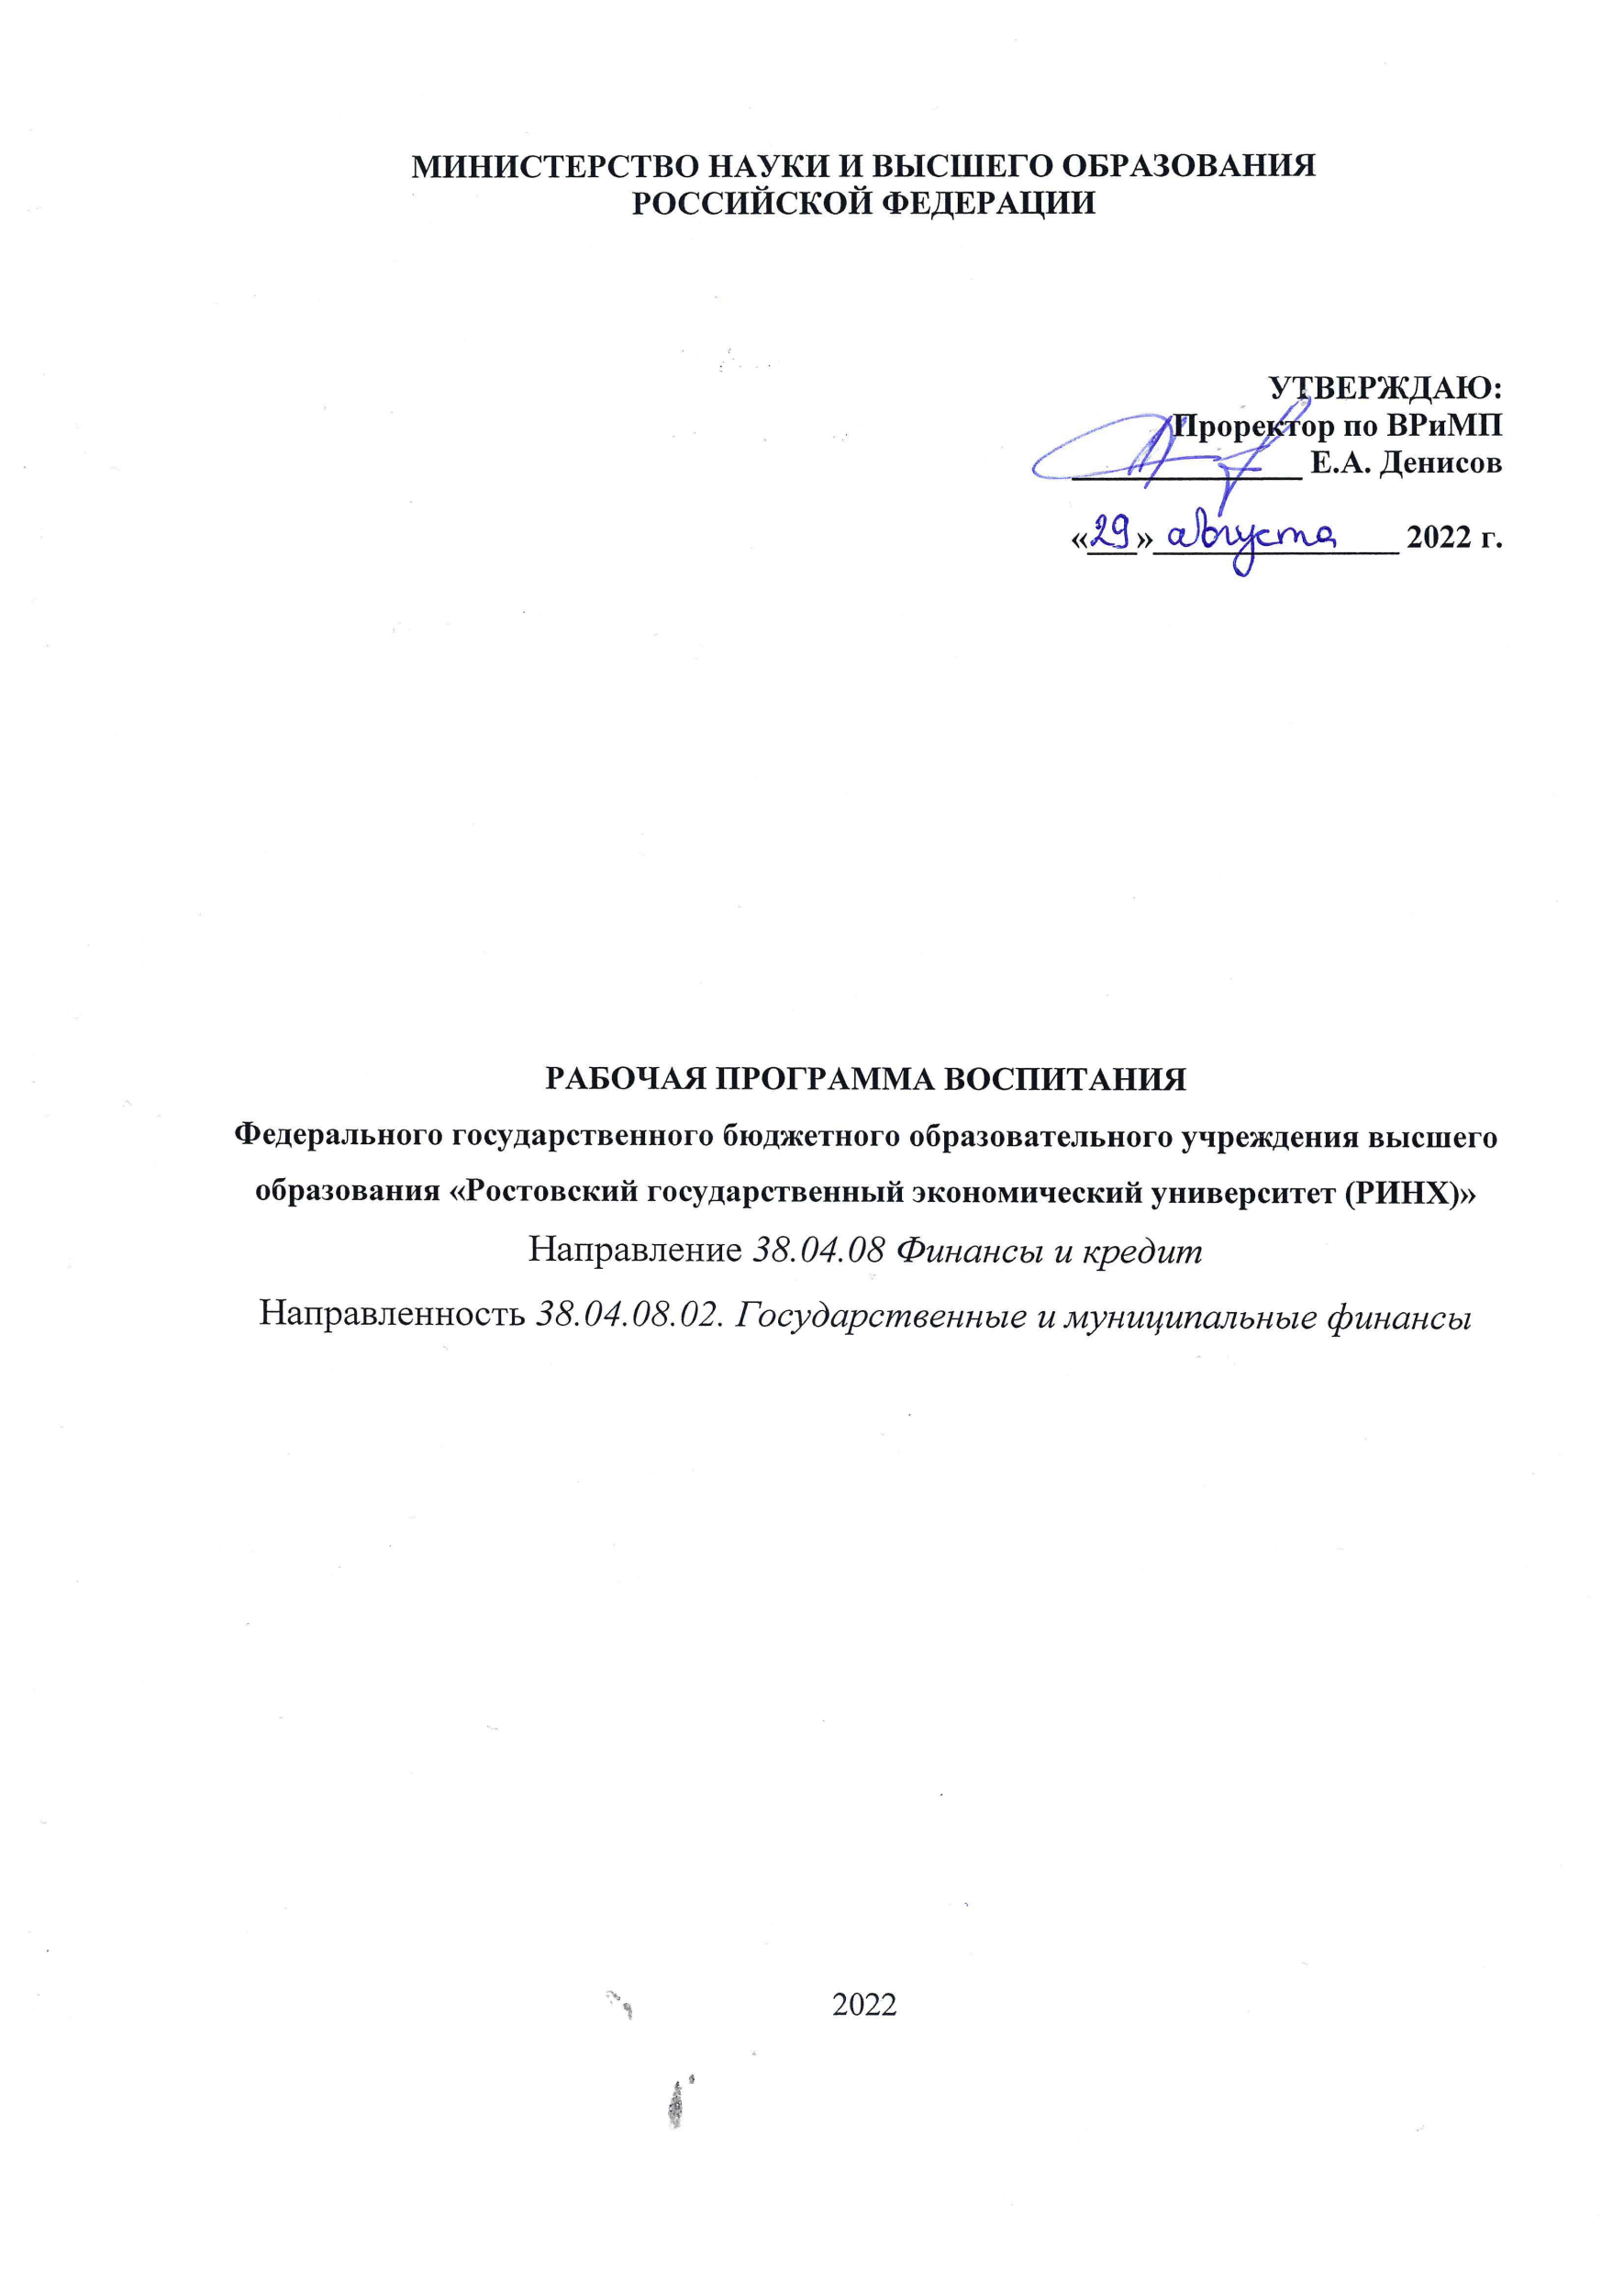 МИНИСТЕРСТВО НАУКИ И ВЫСШЕГО ОБРАЗОВАНИЯ
РОССИЙСКОЙ ФЕДЕРАЦИИ
УТВЕРЖДАЮ:
Проректор по ВРиМП
______________ Е.А. Денисов
«29» августа 2022 г.
РАБОЧАЯ ПРОГРАММА ВОСПИТАНИЯ
Федерального государственного бюджетного образовательного учреждения высшего
образования «Ростовский государственный экономический университет (РИНХ)»
Направление 38.04.08 Финансы и кредит
Направленность 38.04.08.02. Государственные и муниципальные финансы
2022